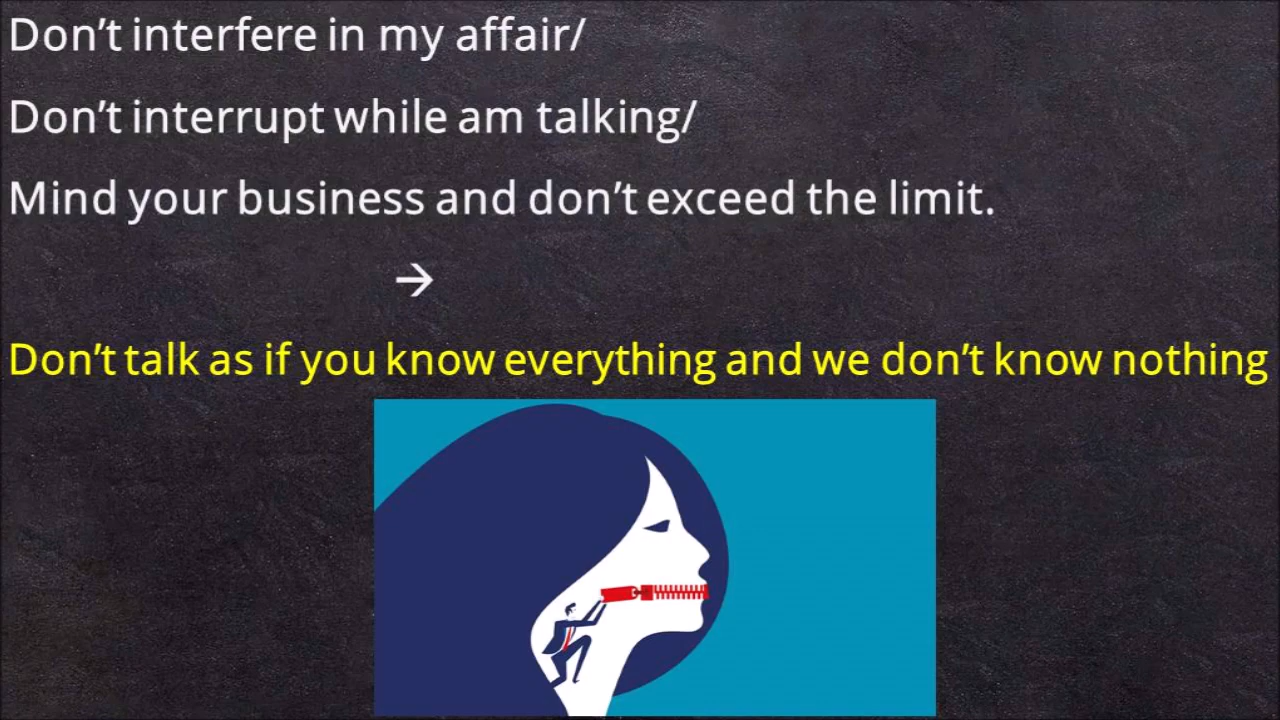 Don’t interfere in my affair/
Don’t interrupt while am talking/
Mind your business and don’t exceed the limit.
→
Don’t talk as if you know everything and we don’t know nothing